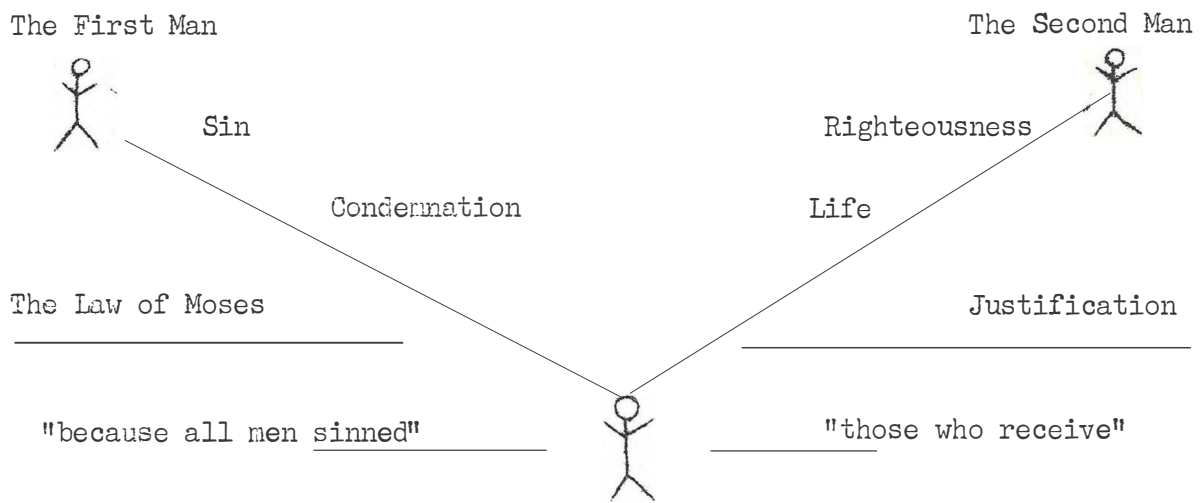 The First Man
The Second Man
Sin
Righteousness
Condemnation
Life
The Law of Moses
Justification
"because all men sinned"
"those who receive"